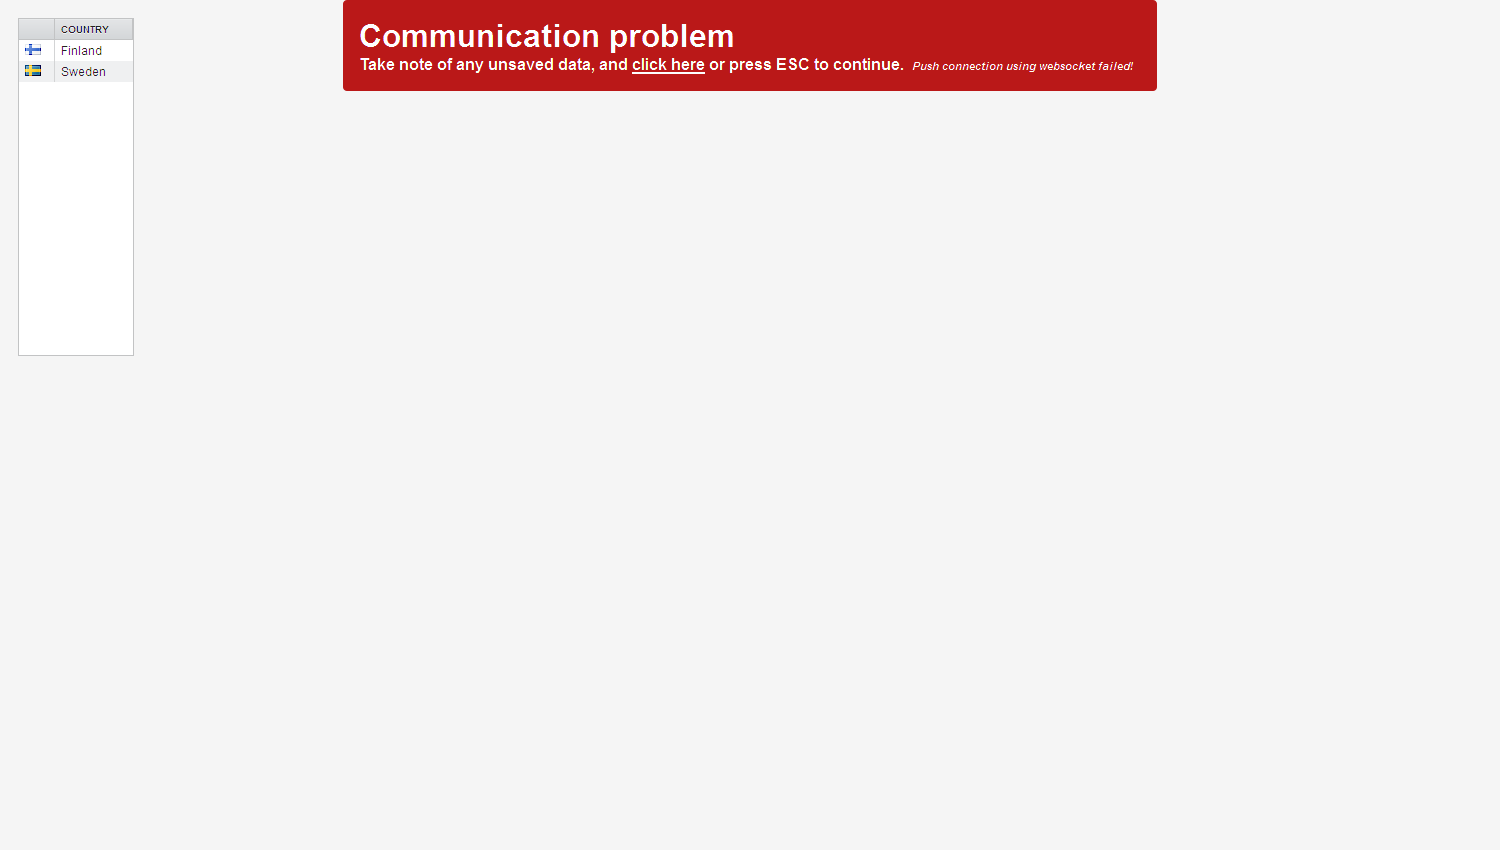 COUNTRY
Finland
Sweden
Communication problem
Take note of any unsaved data, and click here or press ESC to continue. Push connection using websocket failed!